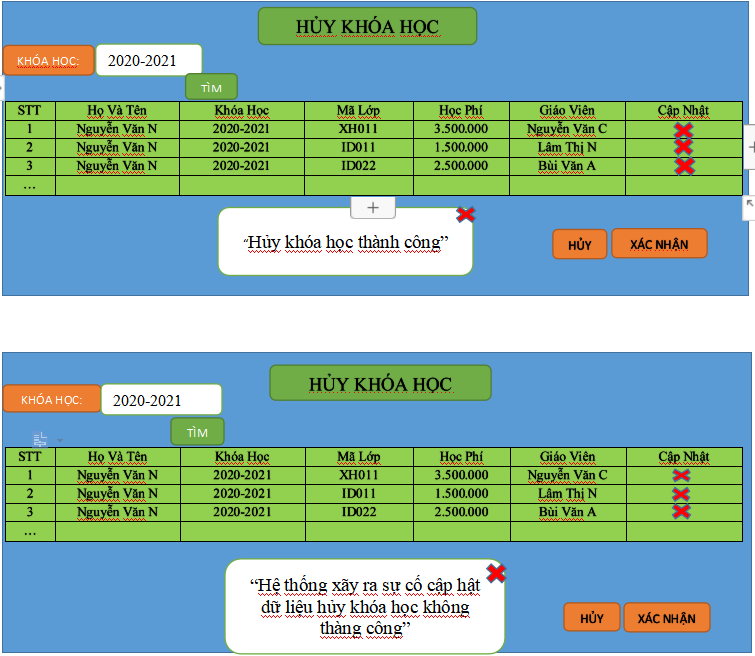 HỦY KHÓA HỌC
KHÓA HỌC: 2020-2021
TÌM
STT Họ Và Tên Khóa Học Mã Lớp Học Phí Giáo Viên Cập Nhật
1 Nguyễn Văn N 2020-2021 XH011 3.500.000 Nguyễn Văn C
2 Nguyễn Văn N 2020-2021 ID011 1.500.000 Lâm Thị N
3 Nguyễn Văn N 2020-2021 ID022 2.500.000 Bùi Văn A
…
“Hủy khóa học thành công”
HỦY XÁC NHẬN
HỦY KHÓA HỌC
KHÓA HỌC: 2020-2021
TÌM
STT Họ Và Tên Khóa Học Mã Lớp Học Phí Giáo Viên Cập Nhật
1 Nguyễn Văn N 2020-2021 XH011 3.500.000 Nguyễn Văn C
2 Nguyễn Văn N 2020-2021 ID011 1.500.000 Lâm Thị N
3 Nguyễn Văn N 2020-2021 ID022 2.500.000 Bùi Văn A
…
“Hệ thống xãy ra sự cố cập hật
dữ liệu hủy khóa học không
thàng công”
HỦY XÁC NHẬN